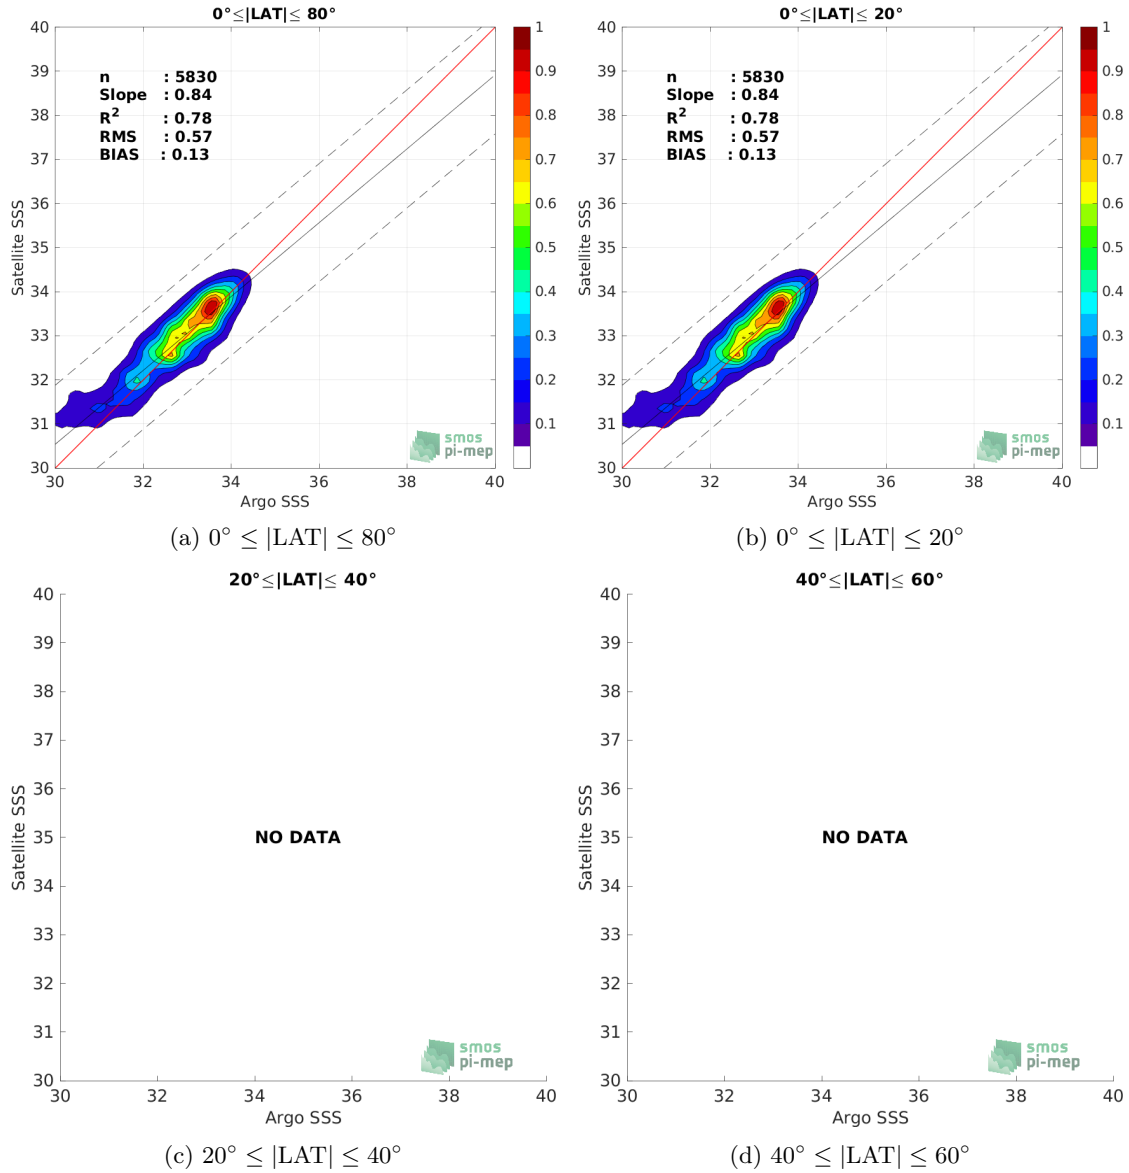 0°≤|LAT|≤ 80°
40
39
38
37
36
35
34
33
32
31
30
Satellite SSS
n : 5830
Slope : 0.84
R2 : 0.78
RMS : 0.57
BIAS : 0.13
smos
pi-mep
30 32 34 36 38 40
Argo SSS
1
0.9
0.8
0.7
0.6
0.5
0.4
0.3
0.2
0.1
(a) 0° ≤ |LAT| ≤ 80°
0°≤|LAT|≤ 20°
40
39
38
37
36
35
34
33
32
31
30
Satellite SSS
n : 5830
Slope : 0.84
R2 : 0.78
RMS : 0.57
BIAS : 0.13
smos
pi-mep
30 32 34 36 38 40
Argo SSS
1
0.9
0.8
0.7
0.6
0.5
0.4
0.3
0.2
0.1
(b) 0° ≤ |LAT| ≤ 20°
20°≤|LAT|≤ 40°
40
39
38
37
36
35
34
33
32
31
30
Satellite SSS
NO DATA
smos
pi-mep
30 32 34 36 38 40
Argo SSS
(c) 20° ≤ |LAT| ≤ 40°
40°≤|LAT|≤ 60°
40
39
38
37
36
35
34
33
32
31
30
Satellite SSS
NO DATA
smos
pi-mep
30 32 34 36 38 40
Argo SSS
(d) 40° ≤ |LAT| ≤ 60°